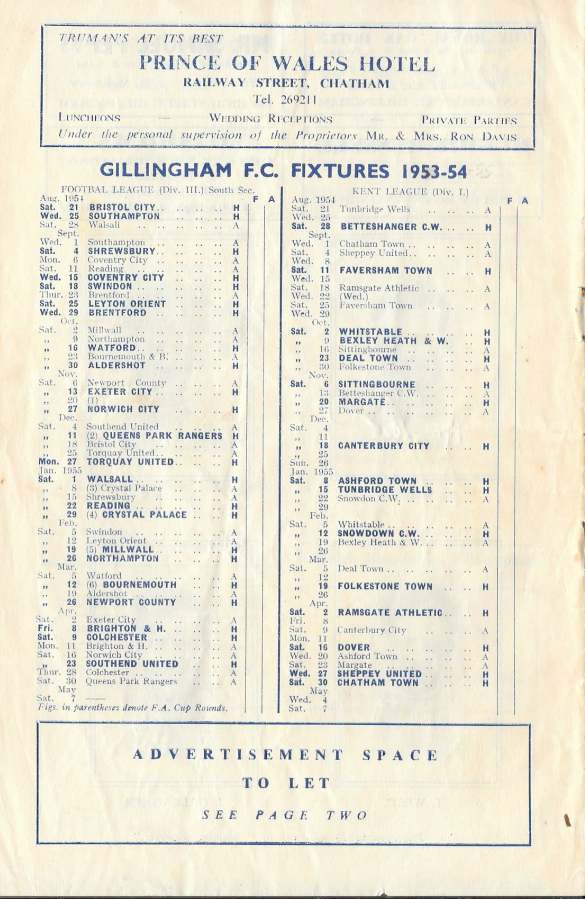 TRUMAN'S AT ITS BEST
PRINCE OF WALES HOTEL
RAILWAY STREET, CHATHAM
Tel. 269211
LUNCHEONS — WEDDING RECEPTIONS — PRIVATE PARTIES
Under the personal supervision of the Proprietors MR. & MRS. RON DAVIS
GILLINGHAM F.C. FIXTURES 1953-54
FOOTBAL LEAGUE (Div. III.) South Sec.
F A
Aug. 1954
Sat. 21 BRISTOL CITY .. .. .. .. H
Wed. 25 SOUTHAMPTON .. .. .. H
Sat. 28 Walsall .. .. .. .. A
Sept.
Wed. 1 Southampton .. .. .. A
Sat. 4 SHREWSBURY .. .. .. H
Mon. 6 Coventry City .. .. .. A
Sat. 11 Reading .. .. .. .. A
Wed. 15 COVENTRY CITY .. .. H
Sat. 18 SWINDON .. .. .. .. H
Thur. 23 Brentford .. .. .. .. A
Sat. 25 LEYTON ORIENT .. .. H
Wed. 29 BRENTFORD .. .. .. H
Oct.
Sat. 2 Millwall .. .. .. .. A
„ 9 Northampton .. .. .. A
„ 16 WATFORD .. .. .. .. H
„ 23 Bournemouth & B. .. .. A
„ 30 ALDERSHOT .. .. .. H
Nov.
Sat. 6 Newport County .. .. A
„ 13 EXETER CITY .. .. .. H
„ 20 (1)
„ 27 NORWICH CITY .. .. .. H
Dec.
Sat. 4 Southend United .. .. A
„ 11 (2) QUEENS PARK RANGERS H
„ 18 Bristol City .. .. .. A
„ 25 Torquay United .. .. .. A
Mon. 27 TORQUAY UNITED .. .. H
Jan. 1955
Sat. 1 WALSALL .. .. .. .. H
„ 8 (3) Crystal Palace .. .. A
„ 15 Shrewsbury .. .. .. A
„ 22 READING .. .. .. .. H
„ 29 (4) CRYSTAL PALACE .. .. H
Feb.
Sat. 5 Swindon .. .. .. .. A
„ 12 Leyton Orient .. .. .. A
„ 19 (5) MILLWALL .. .. .. H
„ 26 NORTHAMPTON .. .. .. H
Mar.
Sat. 5 Watford .. .. .. .. A
„ 12 (6) BOURNEMOUTH .. .. H
„ 19 Aldershot .. .. .. .. A
„ 26 NEWPORT COUNTY .. .. H
Apr.
Sat. 2 Exeter City .. .. .. A
Fri. 8 BRIGHTON & H. .. .. .. H
Sat. 9 COLCHESTER .. .. .. H
Mon. 11 Brighton & H. .. .. .. A
Sat. 16 Norwich City .. .. .. A
„ 23 SOUTHEND UNITED .. .. H
Thur. 28 Colchester .. .. .. .. A
Sat. 30 Queens Park Rangers .. .. A
May
Sat. 7 ——
Figs. in parentheses denote F.A. Cup Rounds.
KENT LEAGUE (Div. I.)
F A
Aug. 1954
Sat. 21 Tonbridge Wells .. .. .. A
Wed. 25
Sat. 28 BETTESHANGER C.W. .. .. H
Sept.
Wed. 1 Chatham Town .. .. .. A
Sat. 4 Sheppey United .. .. .. A
Wed. 8
Sat. 11 FAVERSHAM TOWN .. .. H
Wed. 15
Sat. 18 Ramsgate Athletic .. .. A
Wed. 22 (Wed.)
Sat. 25 Faversham Town .. .. A
Wed. 29
Oct.
Sat. 2 WHITSTABLE .. .. .. H
„ 9 BEXLEY HEATH & W. .. .. H
„ 16 Sittingbourne .. .. .. A
„ 23 DEAL TOWN .. .. .. H
„ 30 Folkestone Town .. .. A
Nov.
Sat. 6 SITTINGBOURNE .. .. H
„ 13 Betteshanger C.W. .. .. A
„ 20 MARGATE .. .. .. .. H
„ 27 Dover .. .. .. .. A
Dec.
Sat. 4
„ 11
„ 18 CANTERBURY CITY .. .. H
„ 25
Sun. 26
Jan. 1955
Sat. 8 ASHFORD TOWN .. .. .. H
„ 15 TUNBRIDGE WELLS .. .. H
„ 22 Snowdon C.W. .. .. .. A
„ 29
Feb.
Sat. 5 Whitstable .. .. .. .. A
„ 12 SNOWDOWN C.W. .. .. .. H
„ 19 Bexley Heath & W. .. .. A
„ 26
Mar.
Sat. 5 Deal Town .. .. .. .. A
„ 12
„ 19 FOLKESTONE TOWN .. .. H
„ 26
Apr.
Sat. 2 RAMSGATE ATHLETIC .. .. H
Fri. 8
Sat. 9 Canterbury City .. .. .. A
Mon. 11
Sat. 16 DOVER .. .. .. .. H
Wed. 20 Ashford Town .. .. .. A
Sat. 23 Margate .. .. .. .. A
Wed. 27 SHEPPEY UNITED .. .. H
Sat. 30 CHATHAM TOWN .. .. .. H
May
Wed. 4
Sat. 7
ADVERTISEMENT SPACE
TO LET
SEE PAGE TWO